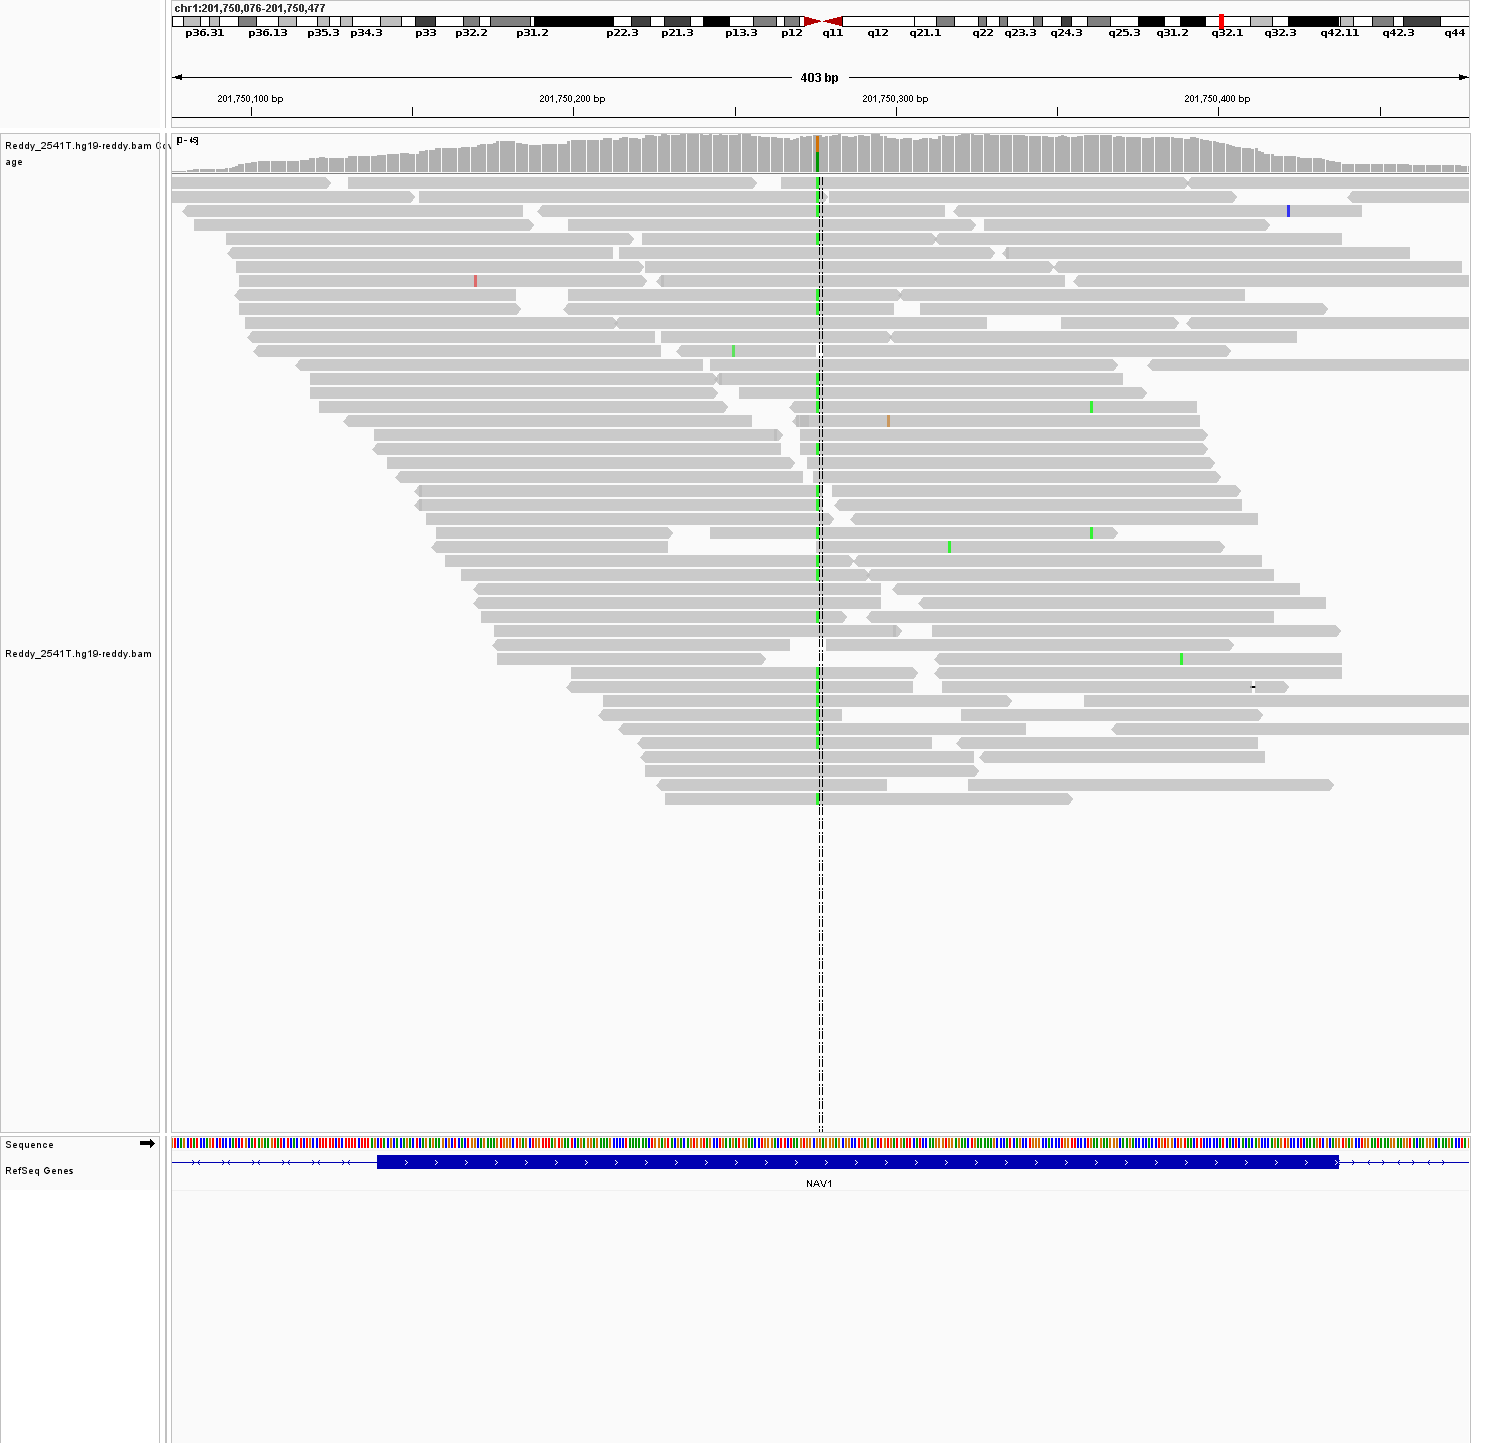 chr1:201,750,076-201,750,477
p36.31 p36.13 p35.3 p34.3 p33 p32.2 p31.2 p22.3 p21.3 p13.3 p12 q11 q12 q21.1 q22 q23.3 q24.3 q25.3 q31.2 q32.1 q32.3 q42.11 q42.3 q44
403 bp
201,750,100 bp 201,750,200 bp 201,750,300 bp 201,750,400 bp
Reddy_2541T.hg19-reddy.bam Cov
age
Reddy_2541T.hg19-reddy.bam
Sequence
RefSeq Genes
NAV1